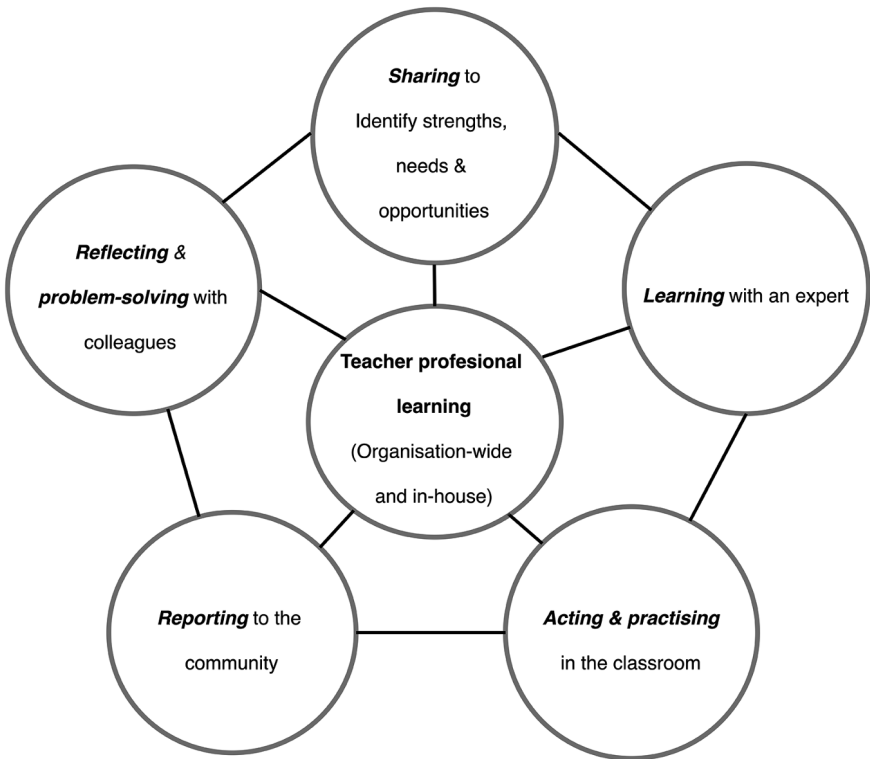 Sharing to
Identify strengths,
needs &
opportunities
Reflecting &
problem-solving with
colleagues
Learning with an expert
Teacher profesional
learning
(Organisation-wide
and in-house)
Reporting to the
community
Acting & practising
in the classroom